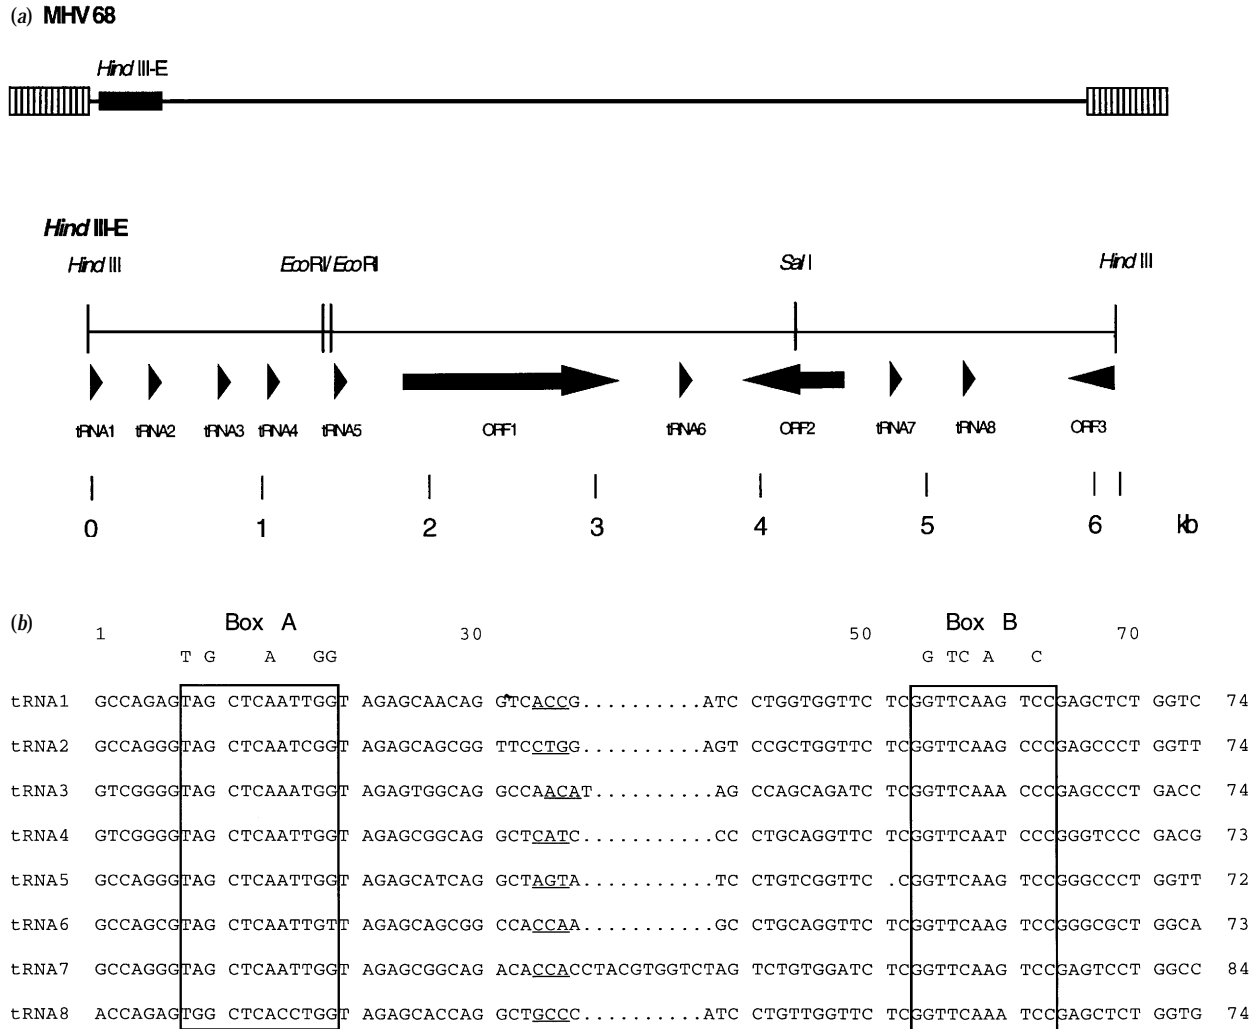 (a) MHV 68
Hind III-E
Hind III-E
Hind III EcoRI/EcoRI Sal I Hind III
tRNA1 tRNA2 tRNA3 tRNA4 tRNA5 ORF1 tRNA6 ORF2 tRNA7 tRNA8 ORF3
0 1 2 3 4 5 6 kb
(b) 1 Box A 30 50 Box B 70
T G A GG G TC A C
tRNA1 GCCAGAGTAG CTCAATTGGT AGAGCAACAG GTCACCG..........ATC CTGGTGGTTC TCGGTTCAAG TCCGAGCTCT GGTC 74
tRNA2 GCCAGGGTAG CTCAATCGGT AGAGCAGCGG TTCCTGG..........AGT CCGCTGGTTC TCGGTTCAAG CCCGAGCCCT GGTT 74
tRNA3 GTCGGGGTAG CTCAAATGGT AGAGTGGCAG GCCAACAT..........AG CCAGCAGATC TCGGTTCAAA CCCGAGCCCT GACC 74
tRNA4 GTCGGGGTAG CTCAATTGGT AGAGCGGCAG GCTCATC...........CC CTGCAGGTTC TCGGTTCAAT CCCGGGTCCC GACG 73
tRNA5 GCCAGGGTAG CTCAATTGGT AGAGCATCAG GCTAGTA...........TC CTGTCGGTTC .CGGTTCAAG TCCGGGCCCT GGTT 72
tRNA6 GCCAGCGTAG CTCAATTGTT AGAGCAGCGG CCACCAA...........GC CTGCAGGTTC TCGGTTCAAG TCCGGGCGCT GGCA 73
tRNA7 GCCAGGGTAG CTCAATTGGT AGAGCGGCAG ACACCACCTACGTGGTCTAG TCTGTGGATC TCGGTTCAAG TCCGAGTCCT GGCC 84
tRNA8 ACCAGAGTGG CTCACCTGGT AGAGCACCAG GCTGCCC..........ATC CTGTTGGTTC TCGGTTCAAA TCCGAGCTCT GGTG 74